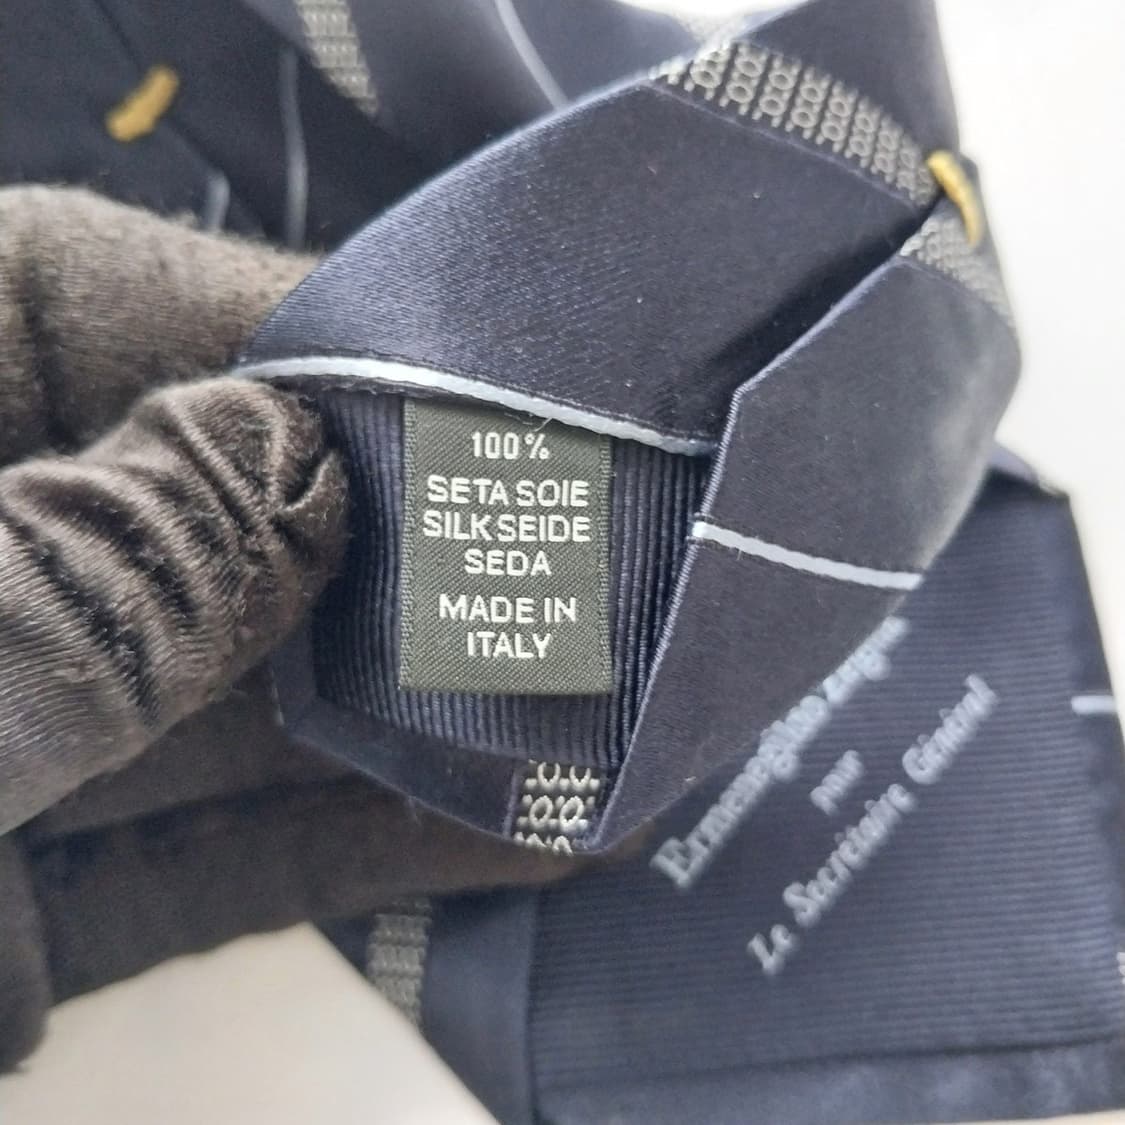 100%
SETA SOIE
SILK SEIDE
SEDA
MADE IN
ITALY
Ermenegildo Zegna
pour
Le Secrétaire Général